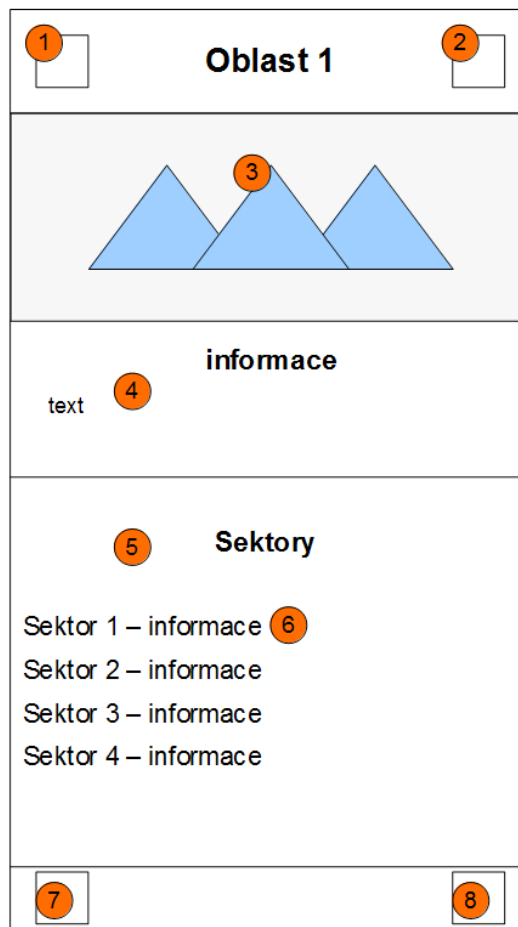 1
Oblast 1
2
3
informace
4
text
5
Sektory
Sektor 1 – informace 6
Sektor 2 – informace
Sektor 3 – informace
Sektor 4 – informace
7
8